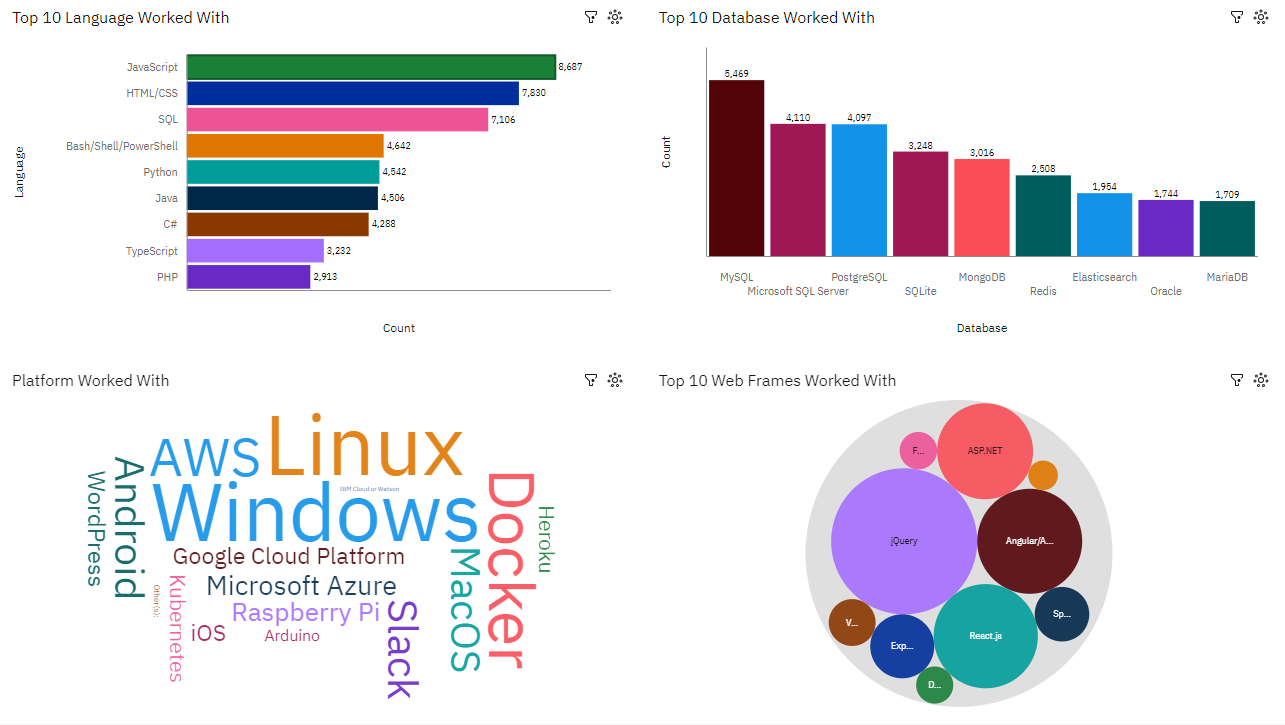 Top 10 Language Worked With
Language
JavaScript 8,687
HTML/CSS 7,830
SQL 7,106
Bash/Shell/PowerShell 4,642
Python 4,542
Java 4,506
C# 4,288
TypeScript 3,232
PHP 2,913
Count
Top 10 Database Worked With
Count
5,469
4,110
4,097
3,248
3,016
2,508
1,954
1,744
1,709
MySQL PostgreSQL MongoDB Elasticsearch MariaDB
Microsoft SQL Server SQLite Redis Oracle
Database
Platform Worked With
Linux
AWS
Android
WordPress
IBM Cloud or Watson
Windows
Docker
Heroku
Google Cloud Platform
MacOS
Microsoft Azure
Kubernetes
Other(s):
Raspberry Pi
Slack
iOS
Arduino
Top 10 Web Frames Worked With
ASP.NET
F...
jQuery
Angular/A...
Sp...
V...
React.js
Exp...
D...